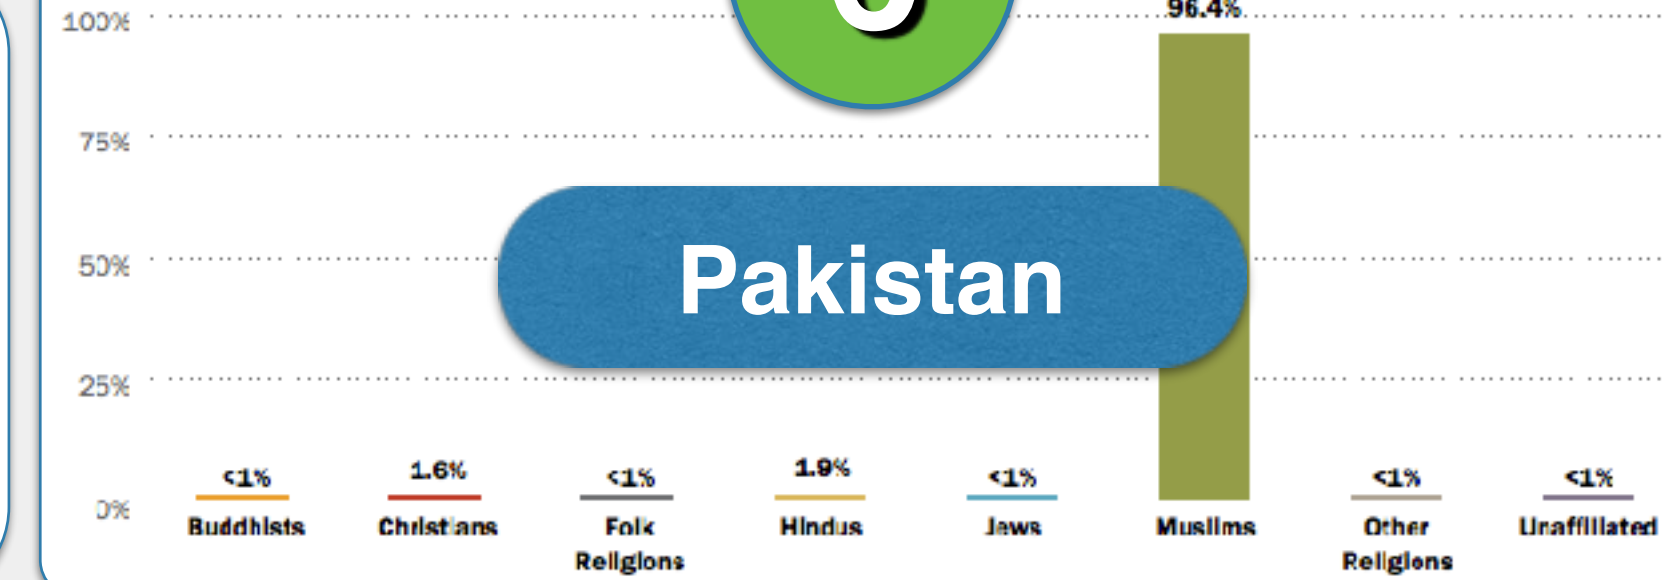 100%
96.4%
75%
50%
Pakistan
25%
<1% 1.6% <1% 1.9% <1% <1% <1%
0%
Buddhists Christians Folk Hindus Jews Muslims Other Unaffiliated
Religions Religions